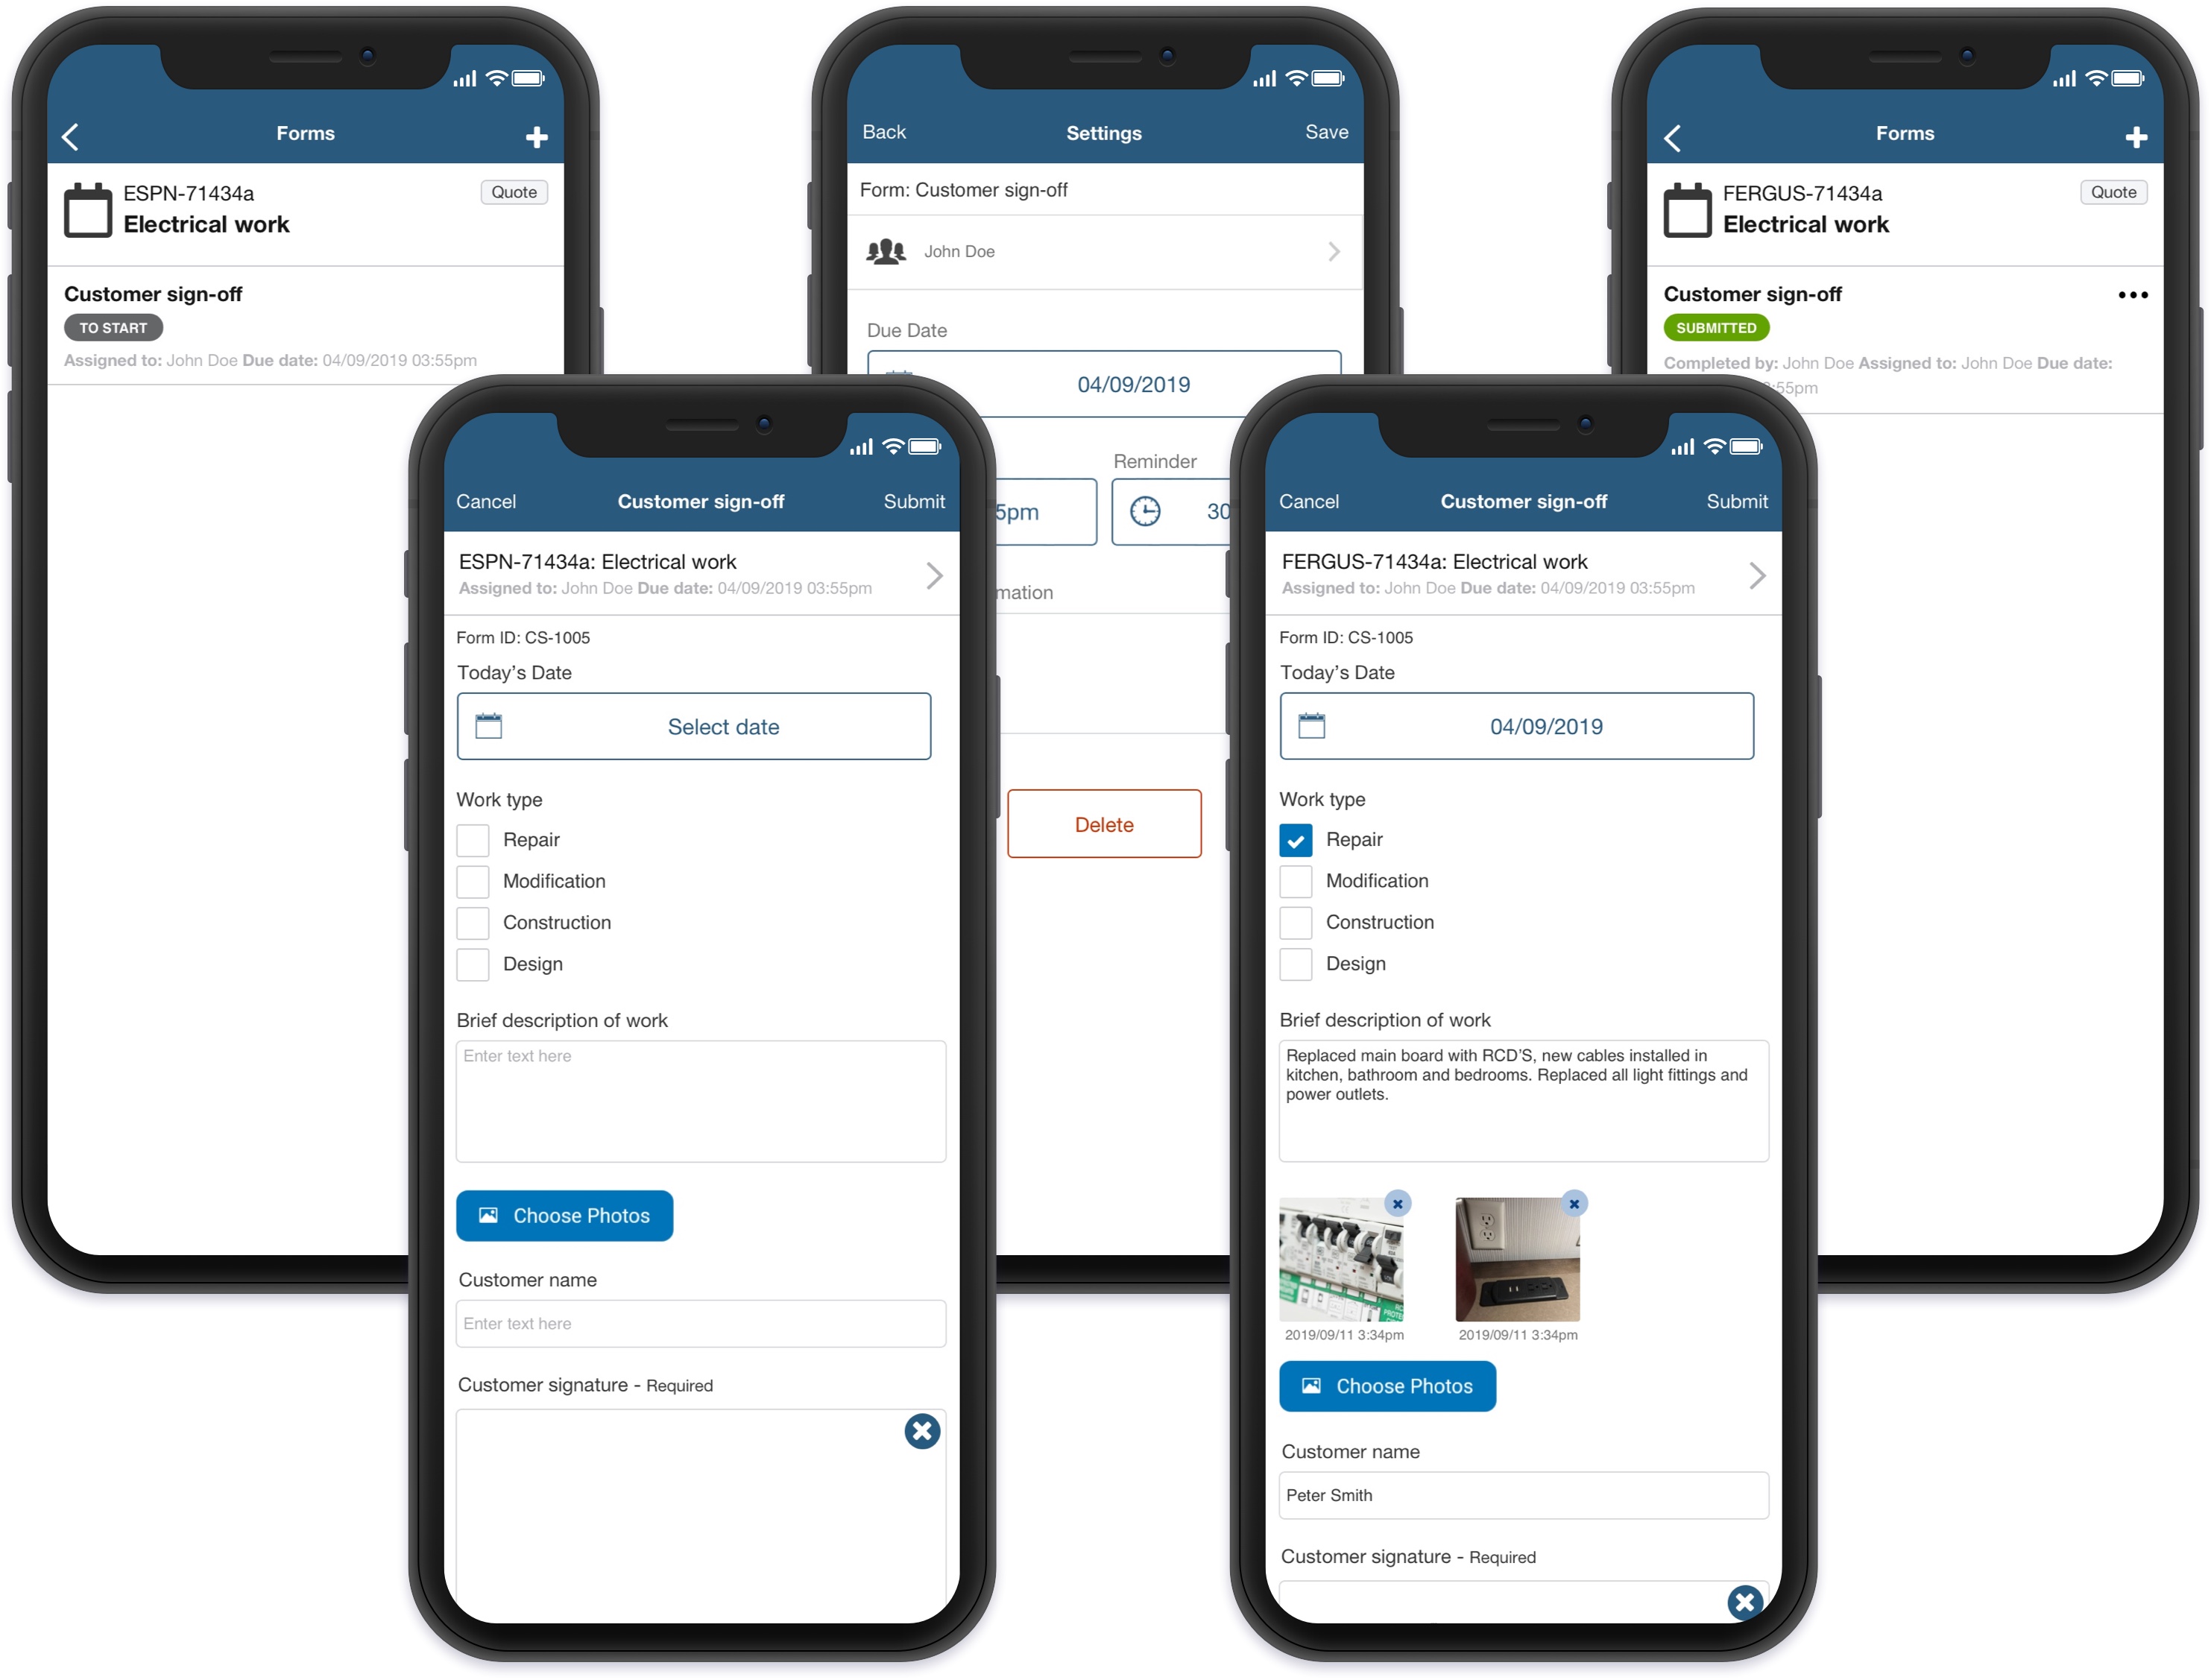 Forms
ESPN-71434a
Quote
Electrical work
Customer sign-off
TO START
Assigned to: John Doe Due date: 04/09/2019 03:55pm
Back
Settings
Save
Form: Customer sign-off
John Doe
Due Date
04/09/2019
Reminder
5pm
30
mation
Delete
Forms
FERGUS-71434a
Quote
Electrical work
Customer sign-off
SUBMITTED
Completed by: John Doe Assigned to: John Doe Due date:
:55pm
Cancel
Customer sign-off
Submit
ESPN-71434a: Electrical work
Assigned to: John Doe Due date: 04/09/2019 03:55pm
Form ID: CS-1005
Today's Date
Select date
Work type
Repair
Modification
Construction
Design
Brief description of work
Enter text here
Choose Photos
Customer name
Enter text here
Customer signature - Required
Cancel
Customer sign-off
Submit
FERGUS-71434a: Electrical work
Assigned to: John Doe Due date: 04/09/2019 03:55pm
Form ID: CS-1005
Today's Date
04/09/2019
Work type
Repair
Modification
Construction
Design
Brief description of work
Replaced main board with RCD'S, new cables installed in
kitchen, bathroom and bedrooms. Replaced all light fittings and
power outlets.
2019/09/11 3:34pm
2019/09/11 3:34pm
Choose Photos
Customer name
Peter Smith
Customer signature - Required